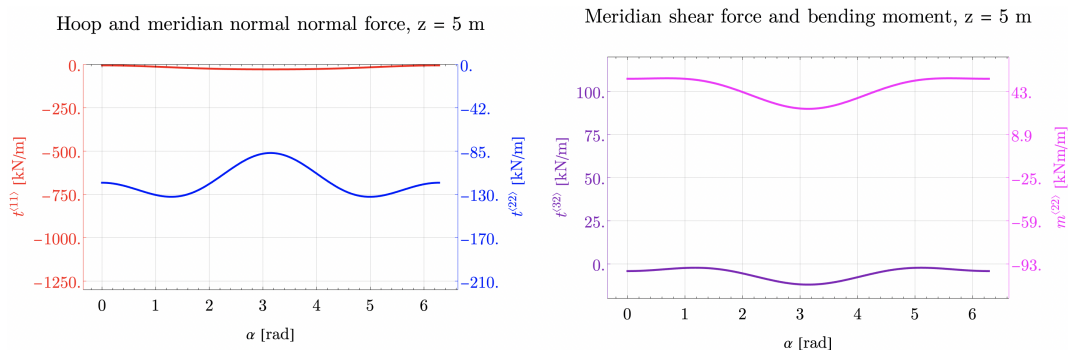 Hoop and meridian normal normal force, z = 5 m
0.
−250.
−500.
−750.
−1000.
−1250.
t⟨11⟩ [kN/m]
0.
−42.
−85.
−130.
−170.
−210.
t⟨22⟩ [kN/m]
0 1 2 3 4 5 6
α [rad]
Meridian shear force and bending moment, z = 5 m
100.
75.
50.
25.
0.
t⟨32⟩ [kN/m]
43.
8.9
−25.
−59.
−93.
m⟨22⟩ [kNm/m]
0 1 2 3 4 5 6
α [rad]